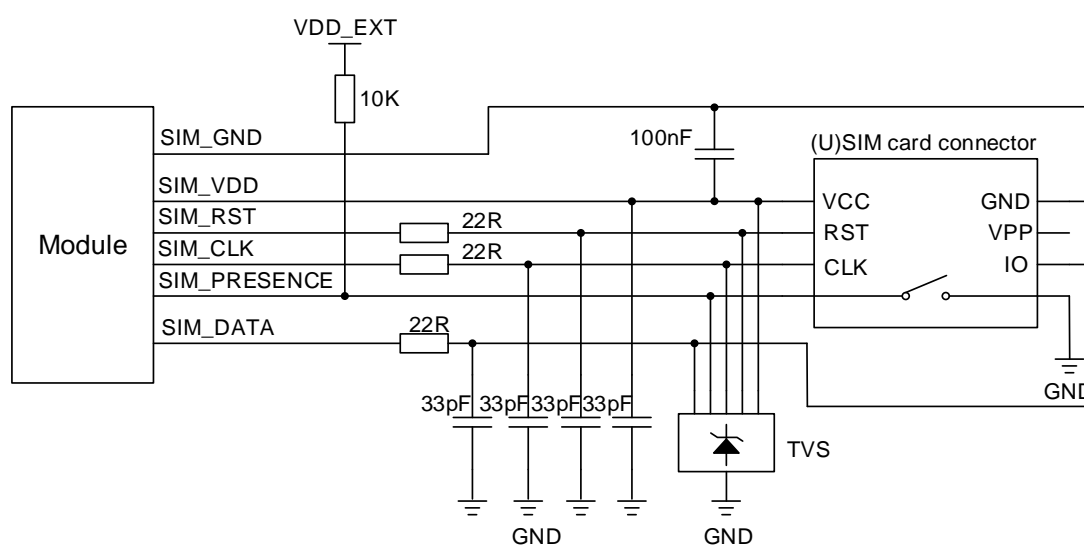 VDD_EXT
10K
SIM_GND
100nF
(U)SIM card connector
SIM_VDD
VCC
GND
SIM_RST
22R
RST
VPP
Module
SIM_CLK
22R
CLK
IO
SIM_PRESENCE
SIM_DATA
22R
GND
33pF 33pF 33pF 33pF
TVS
GND
GND